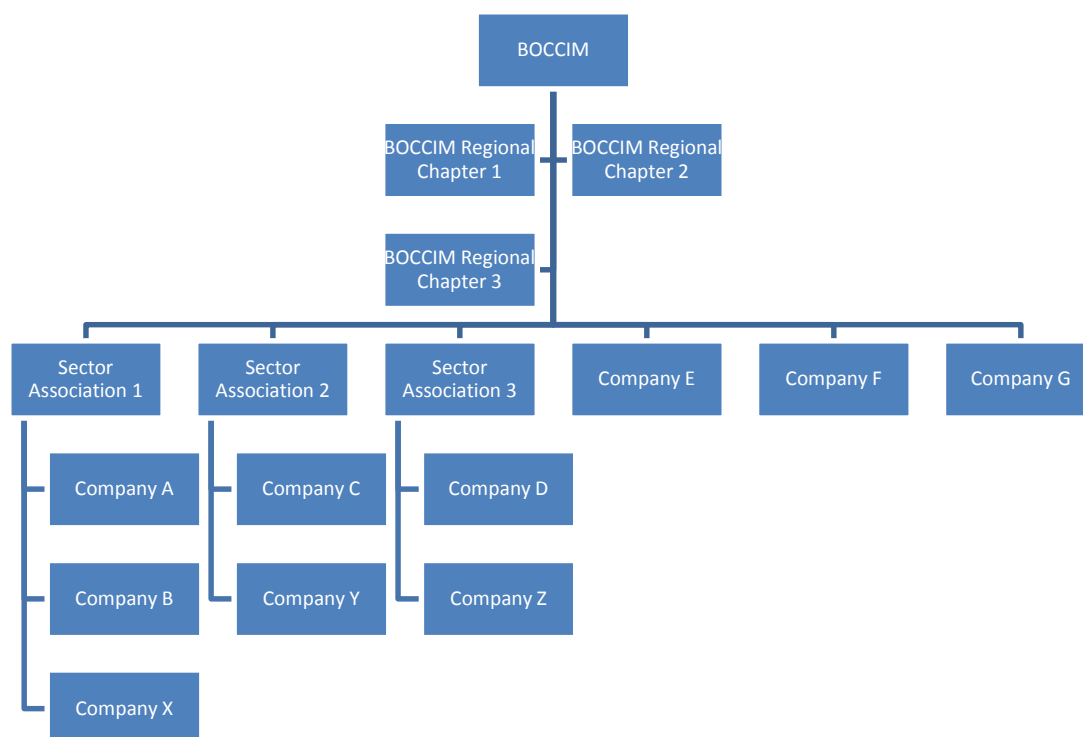 BOCCIM
BOCCIM Regional
Chapter 1
BOCCIM Regional
Chapter 2
BOCCIM Regional
Chapter 3
Sector
Association 1
Sector
Association 2
Sector
Association 3
Company E
Company F
Company G
Company A
Company C
Company D
Company B
Company Y
Company Z
Company X